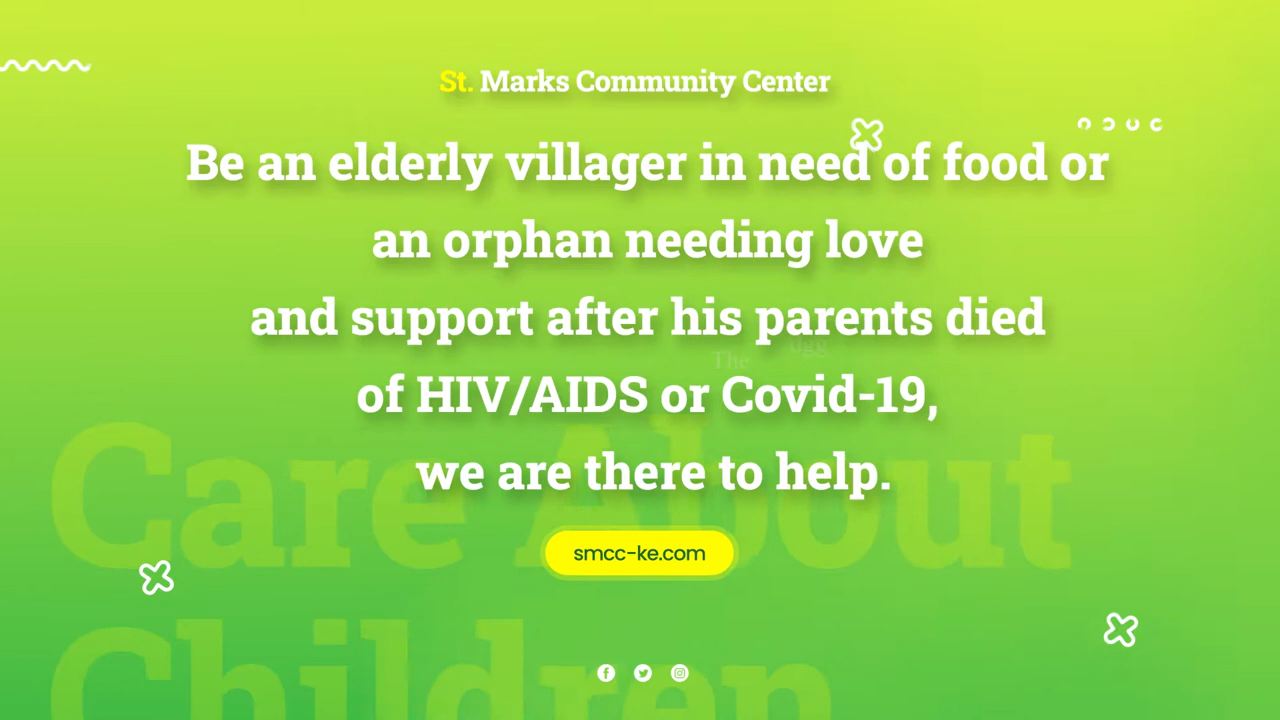 St. Marks Community Center
Be an elderly villager in need of food or
an orphan needing love
and support after his parents died
The dgg
of HIV/AIDS or Covid-19,
we are there to help.
Care About
smcc-ke.com
Children